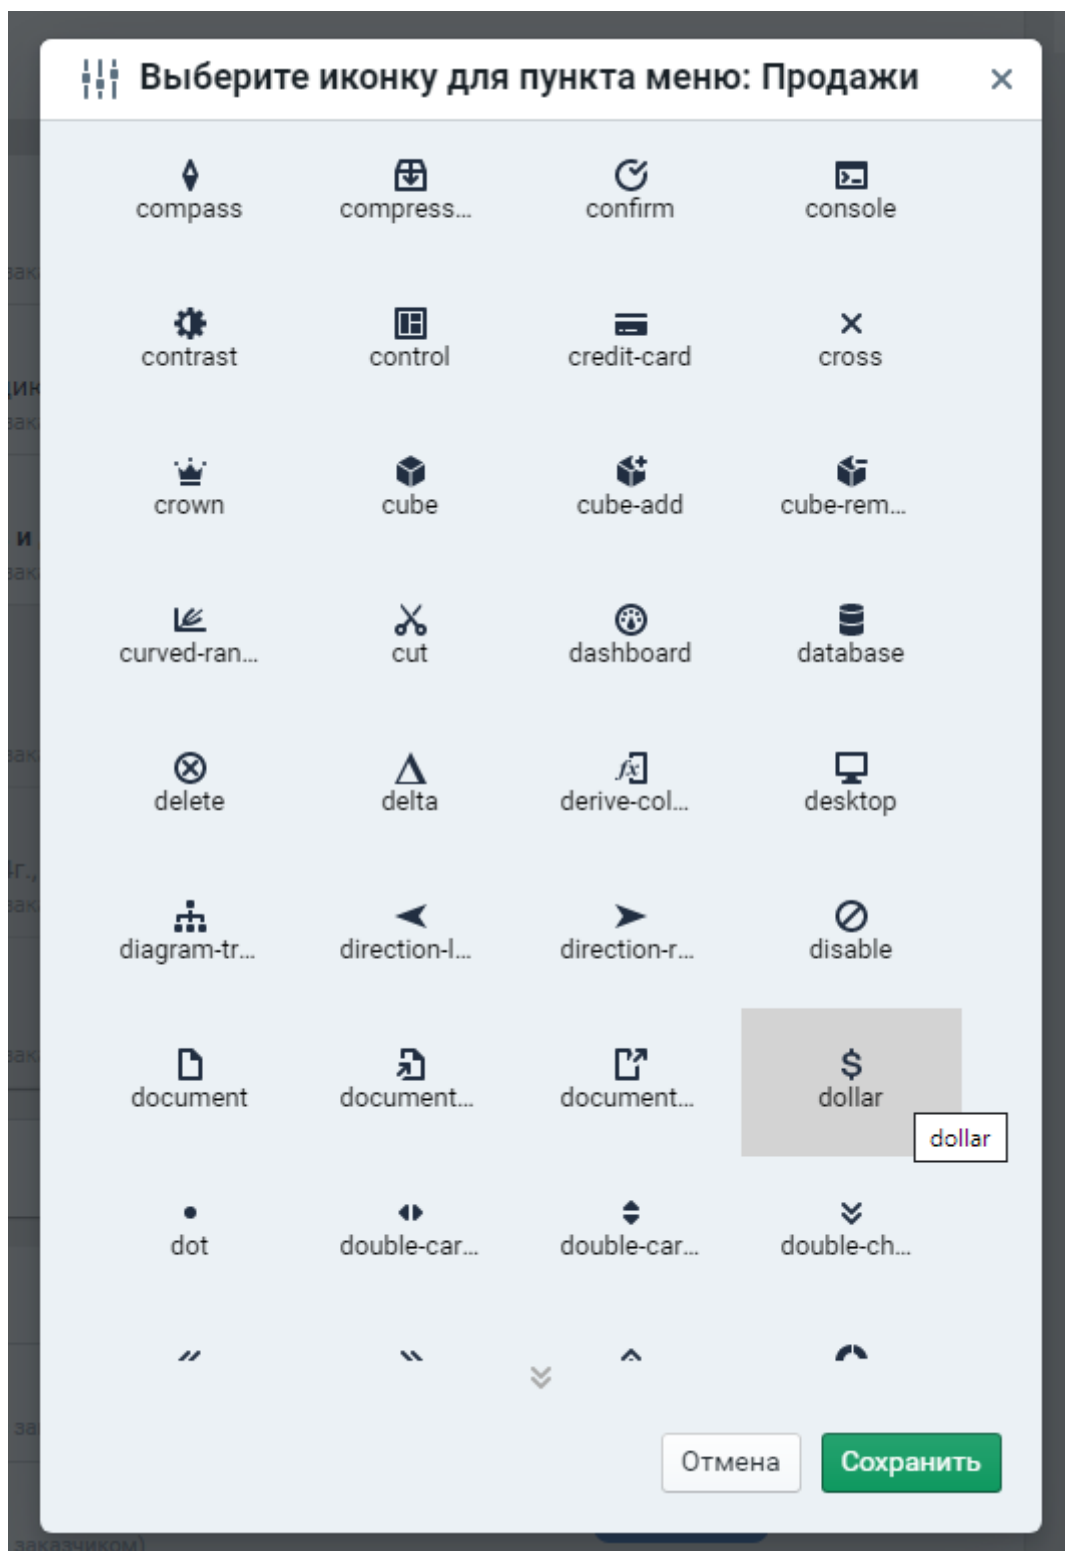 Выберите иконку для пункта меню: Продажи
compass compress... confirm console
contrast control credit-card cross
crown cube cube-add cube-rem...
curved-ran... cut dashboard database
delete delta derive-col... desktop
diagram-tr... direction-l... direction-r... disable
document document... document... dollar
dollar
dot double-car... double-car... double-ch...
Отмена Сохранить
заказчиком)